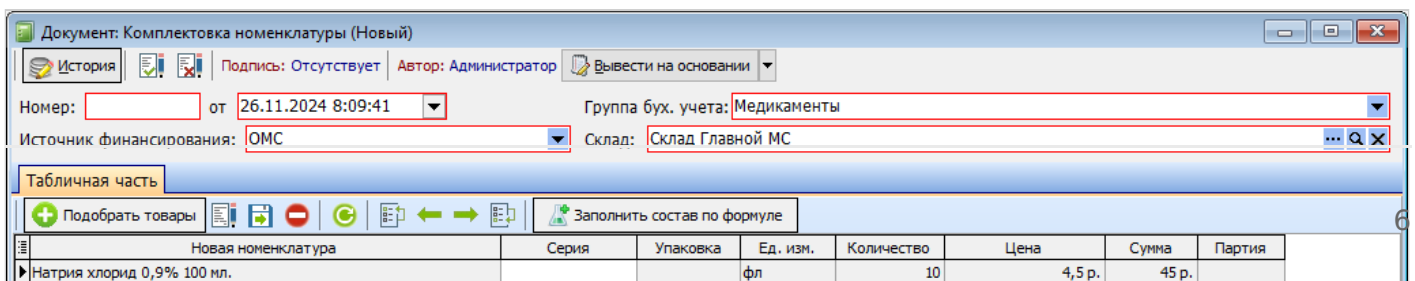 Документ: Комплектовка номенклатуры (Новый)
История Подпись: Отсутствует Автор: Администратор Вывести на основании
Номер: от 26.11.2024 8:09:41 Группа бух. учета: Медикаменты
Источник финансирования: ОМС Склад: Склад Главной МС
Табличная часть
Подобрать товары Заполнить состав по формуле
6
Новая номенклатура Серия Упаковка Ед. изм. Количество Цена Сумма Партия
Натрия хлорид 0,9% 100 мл. фл 10 4,5 р. 45 р.